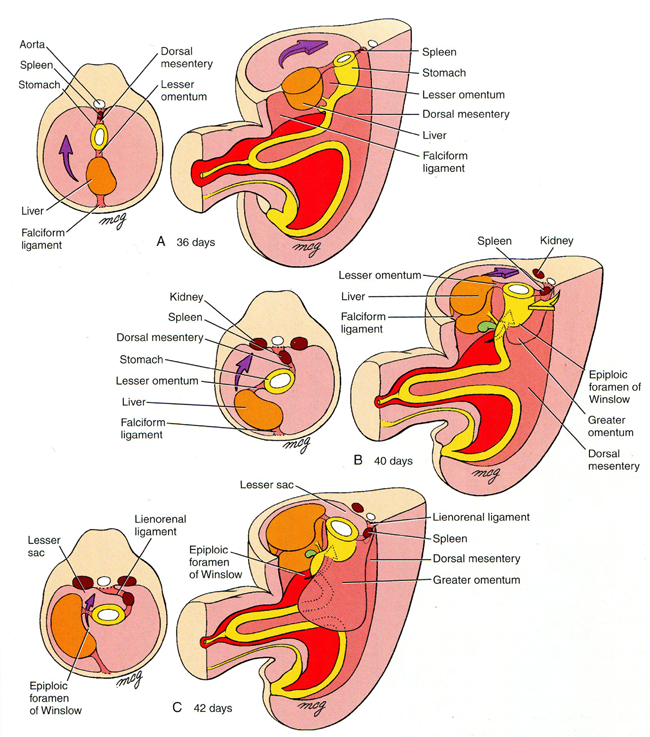 Aorta
Spleen
Stomach
Dorsal
mesentery
Lesser
omentum
Liver
Falciform
ligament
mcg
A 36 days
Spleen
Stomach
Lesser omentum
Dorsal mesentery
Liver
Falciform
ligament
mcg
Kidney
Spleen
Dorsal mesentery
Stomach
Lesser omentum
Liver
Falciform
ligament
mcg
Spleen
Kidney
Lesser omentum
Liver
Falciform
ligament
Epiploic
foramen of
Winslow
Greater
omentum
Dorsal
mesentery
B 40 days
mcg
Lesser
sac
Lienorenal
ligament
Epiploic
foramen
of Winslow
mcg
Lesser sac
Epiploic
foramen
of Winslow
Lienorenal ligament
Spleen
Dorsal mesentery
Greater omentum
C 42 days
mcg